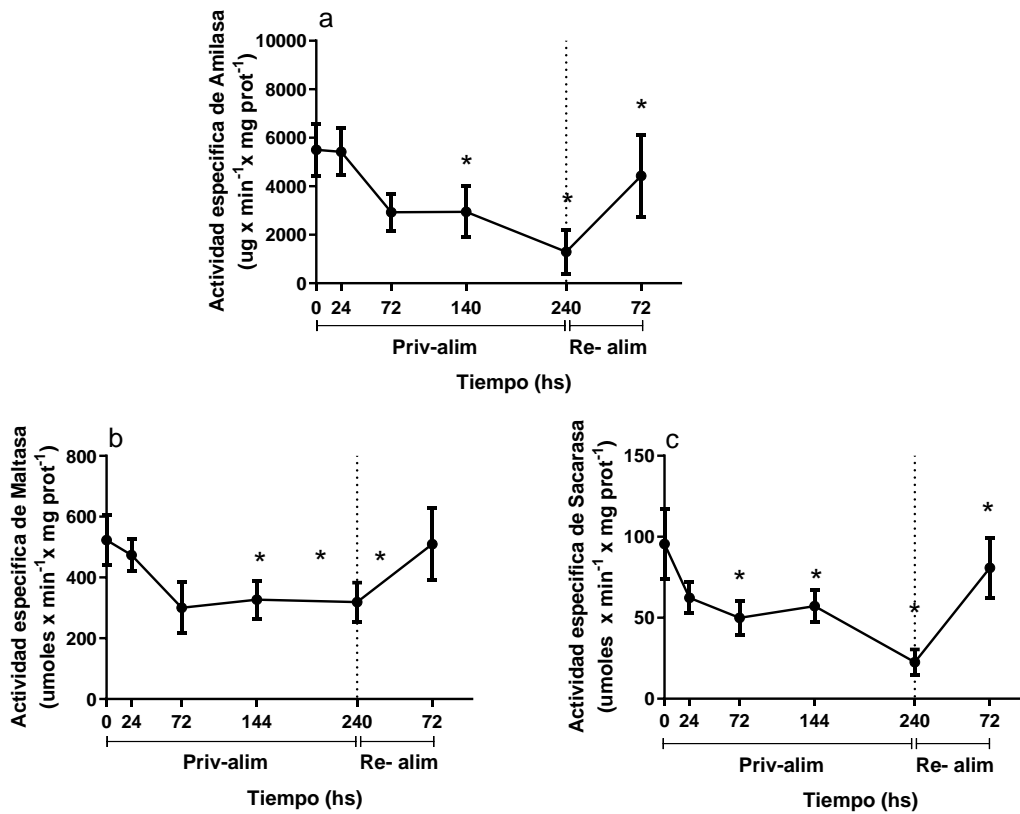 a
Actividad especifica de Amilasa
(ug x min-1x mg prot-1)
10000
8000
6000
4000
2000
0
*
*
*
0 24 72 140 240 72
Priv-alim Re- alim
Tiempo (hs)
b
Actividad especifica de Maltasa
(umoles x min-1x mg prot-1)
800
600
400
200
0
* * *
0 24 72 144 240 72
Priv-alim Re- alim
Tiempo (hs)
c
Actividad especifica de Sacarasa
(umoles x min-1 x mg prot-1)
150
100
50
0
*
* *
*
0 24 72 144 240 72
Priv-alim Re- alim
Tiempo (hs)